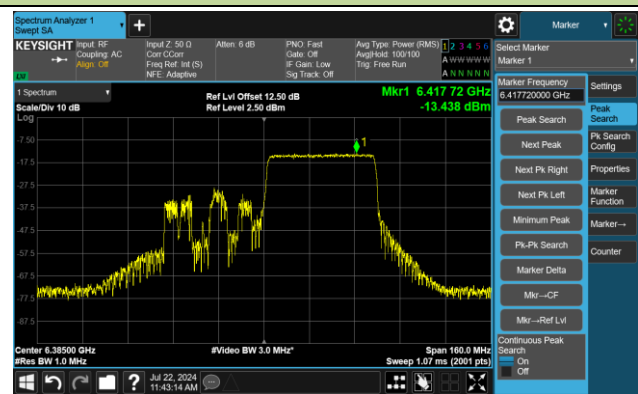 Spectrum Analyzer 1
Swept SA
+
Marker
KEYSIGHT
Input: RF
Coupling: AC
Align: Off
Input Z: 50 Ω
Corr CCorr
Freq Ref: Int (S)
NFE: Adaptive
Atten: 6 dB
PNO: Fast
Gate: Off
IF Gain: Low
Sig Track: Off
Avg Type: Power (RMS)
Avg|Hold: 100/100
Trig: Free Run
1 2 3 4 5 6
A W W W W W
A N N N N N
LXI
Select Marker
Marker 1
1 Spectrum
Scale/Div 10 dB
Log
Ref Lvl Offset 12.50 dB
Ref Level 2.50 dBm
Mkr1 6.417 72 GHz
-13.438 dBm
1
-7.50
-17.5
-27.5
-37.5
-47.5
-57.5
-67.5
-77.5
-87.5
Center 6.38500 GHz
#Res BW 1.0 MHz
#Video BW 3.0 MHz*
Span 160.0 MHz
Sweep 1.07 ms (2001 pts)
Marker Frequency
6.417720000 GHz
Peak Search
Next Peak
Next Pk Right
Next Pk Left
Minimum Peak
Pk-Pk Search
Marker Delta
Mkr→CF
Mkr→Ref Lvl
Continuous Peak
Search
On
Off
Settings
Peak
Search
Pk Search
Config
Properties
Marker
Function
Marker→
Counter
Jul 22, 2024
11:43:14 AM